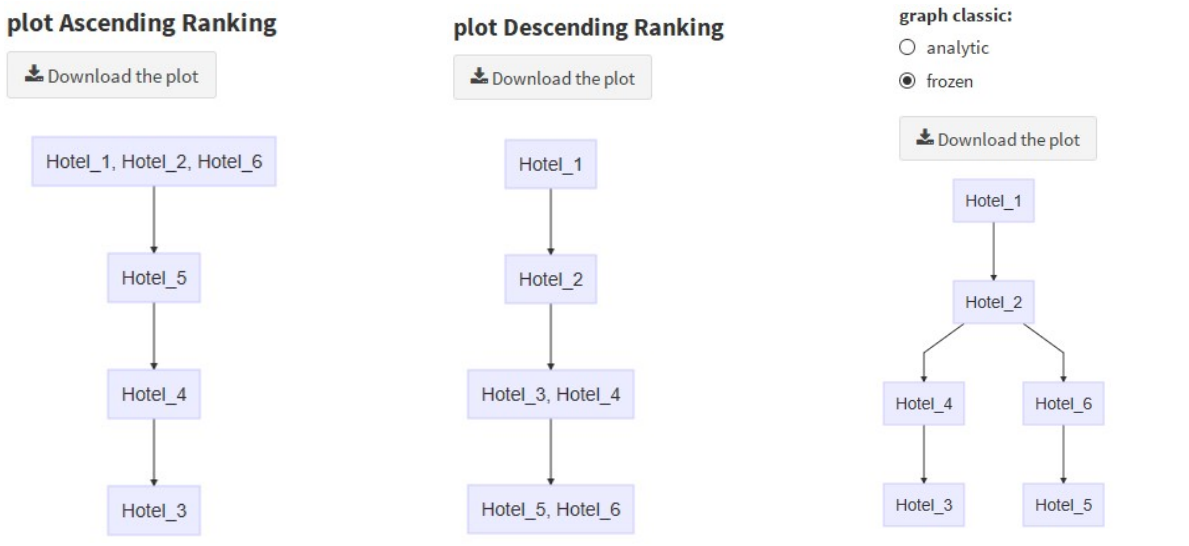 plot Ascending Ranking
Download the plot
Hotel_1, Hotel_2, Hotel_6
Hotel_5
Hotel_4
Hotel_3
plot Descending Ranking
Download the plot
Hotel_1
Hotel_2
Hotel_3, Hotel_4
Hotel_5, Hotel_6
graph classic:
analytic
frozen
Download the plot
Hotel_1
Hotel_2
Hotel_4
Hotel_6
Hotel_3
Hotel_5